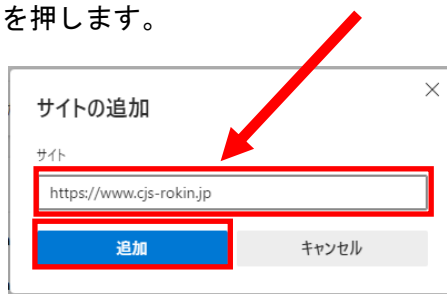 を押します。
サイトの追加
サイト
https://www.cjs-rokin.jp
追加
キャンセル